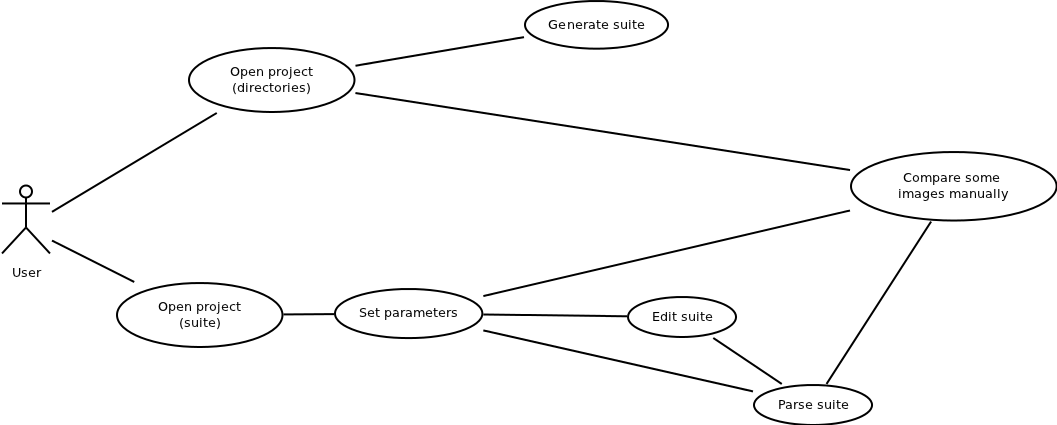 Generate suite
Open project
(directories)
Compare some
images manually
User
Open project
(suite)
Set parameters
Edit suite
Parse suite